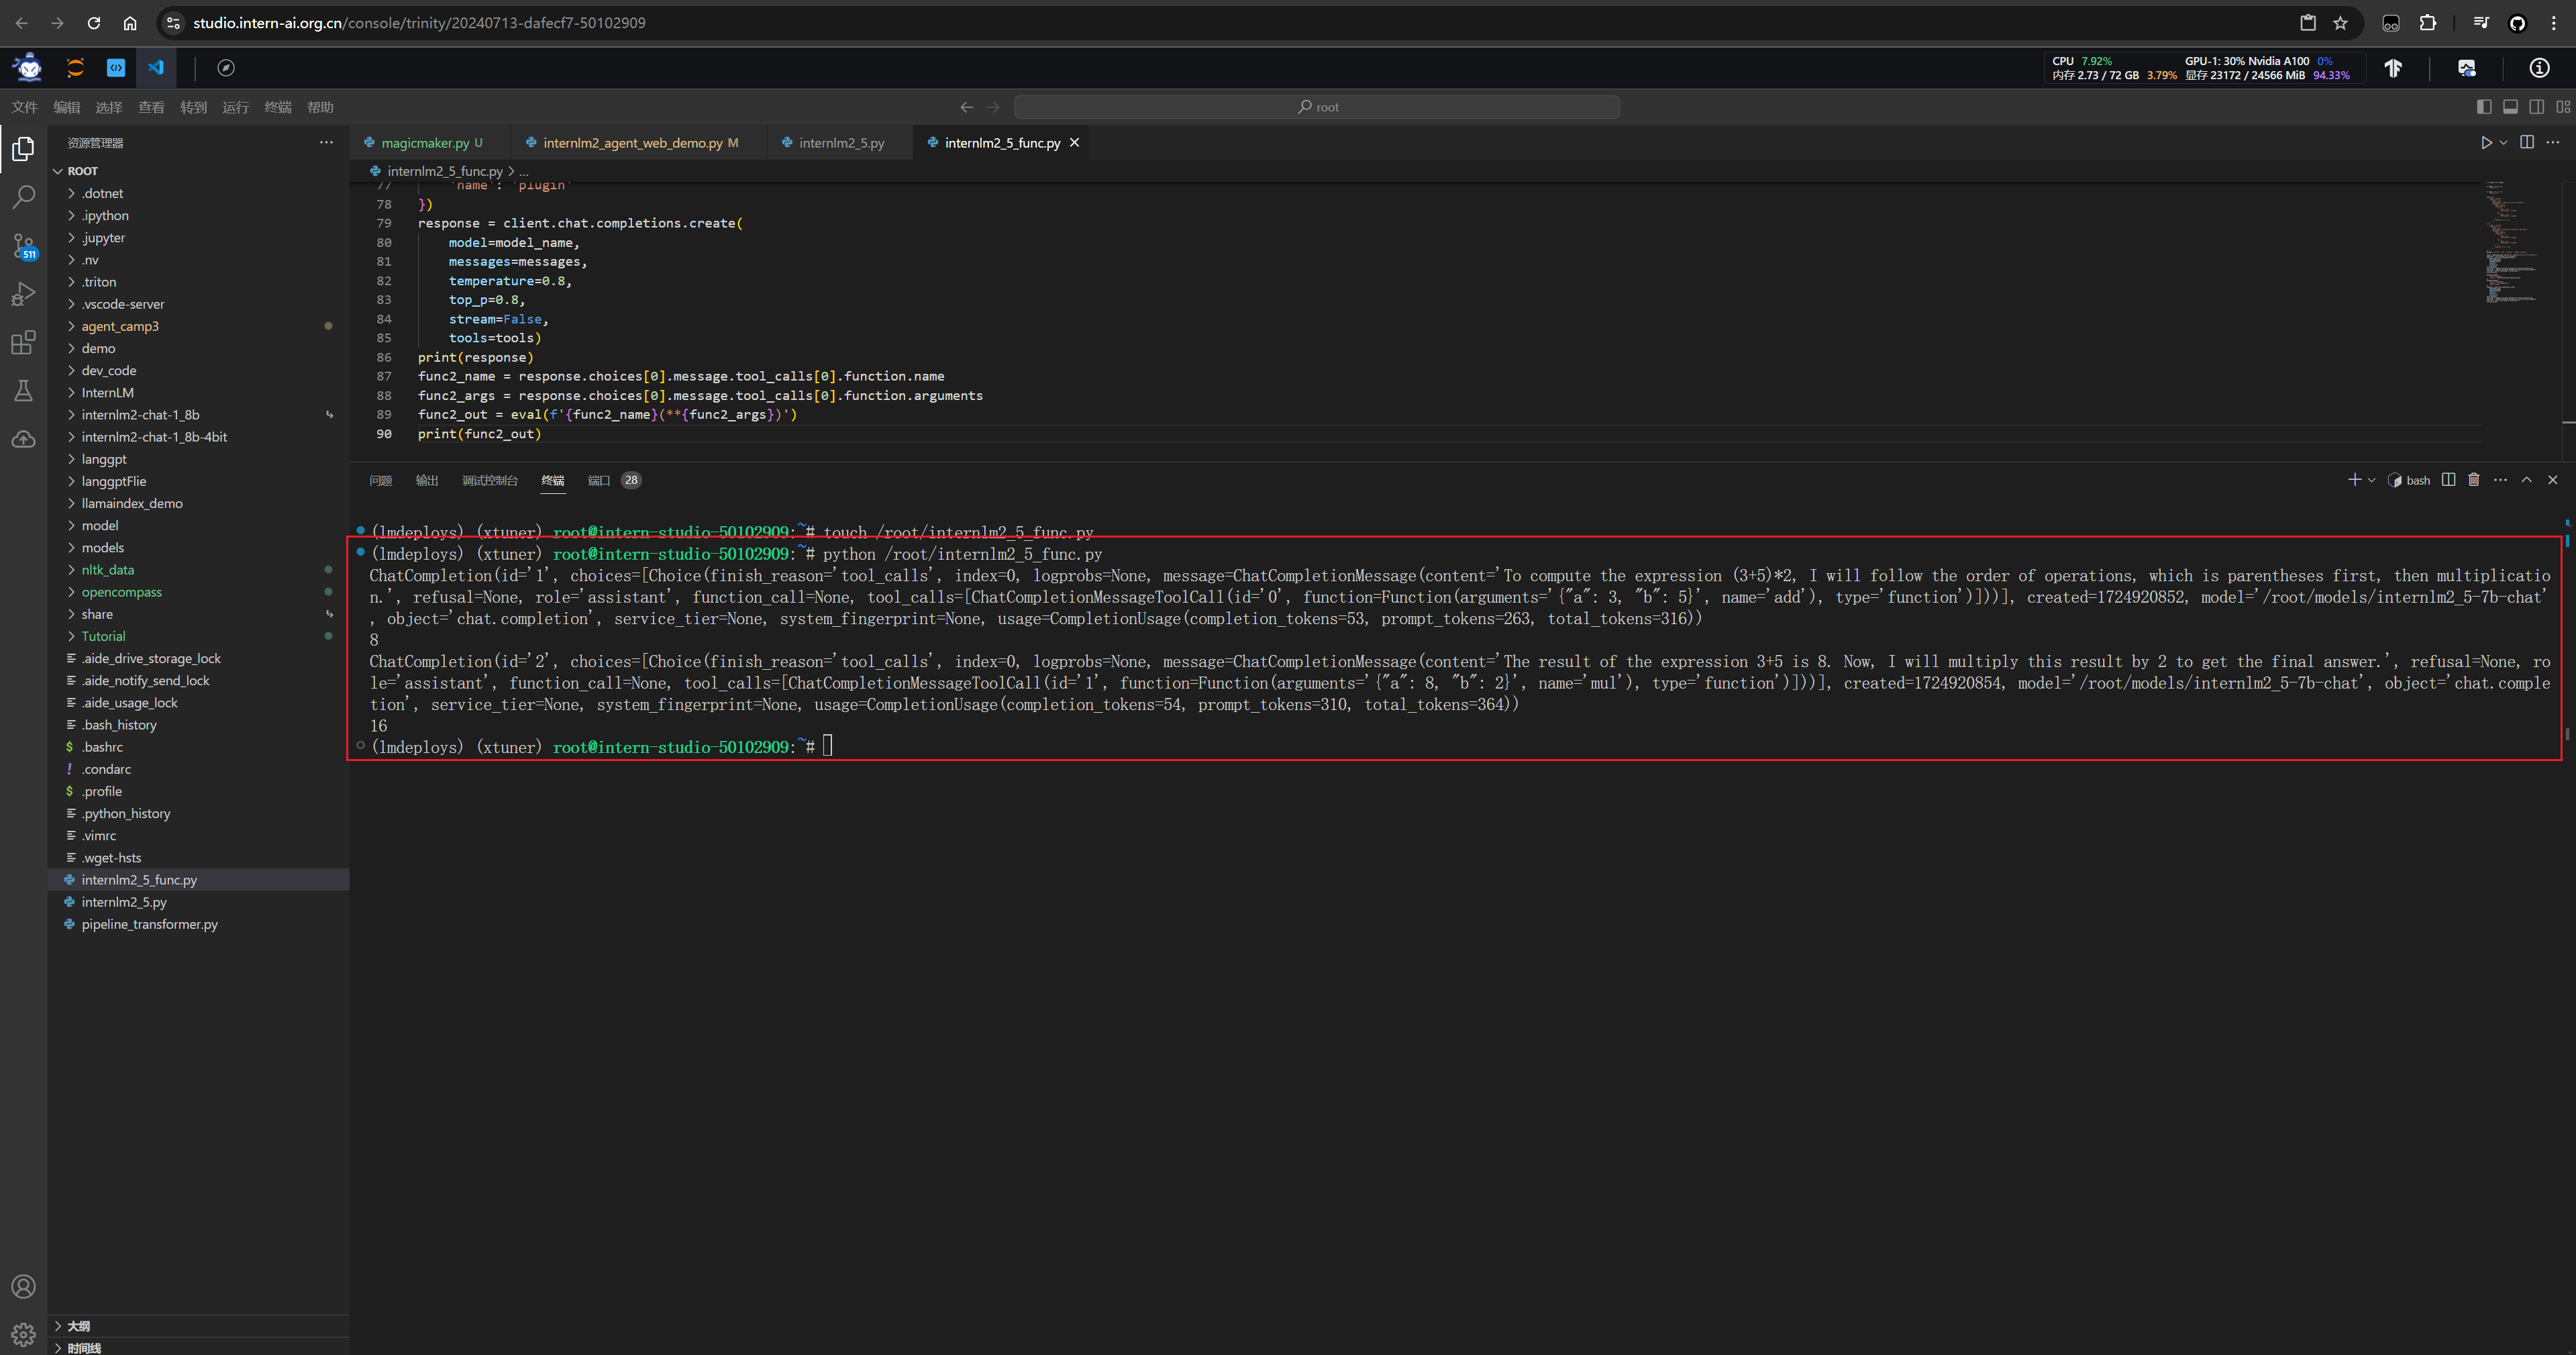 studio.intern-ai.org.cn/console/trinity/20240713-dafecf7-50102909
CPU 7.92% GPU-1: 30% Nvidia A100 0%
内存 2.73 / 72 GB 3.79% 显存 23172 / 24566 MiB 94.33%
文件 编辑 选择 查看 转到 运行 终端 帮助
root
资源管理器
magicmaker.py U
internlm2_agent_web_demo.py M
internlm2_5.py
internlm2_5_func.py
internlm2_5_func.py > ...
ROOT
.dotnet
.ipython
.jupyter
.nv
.triton
.vscode-server
agent_camp3
demo
dev_code
InternLM
internlm2-chat-1_8b
internlm2-chat-1_8b-4bit
langgpt
langgptFlie
llamaindex_demo
model
models
nltk_data
opencompass
share
Tutorial
.aide_drive_storage_lock
.aide_notify_send_lock
.aide_usage_lock
.bash_history
.bashrc
.condarc
.profile
.python_history
.vimrc
.wget-hsts
internlm2_5_func.py
internlm2_5.py
pipeline_transformer.py
大纲
时间线
511
77 'name': 'plugin'
78 })
79 response = client.chat.completions.create(
80 model=model_name,
81 messages=messages,
82 temperature=0.8,
83 top_p=0.8,
84 stream=False,
85 tools=tools)
86 print(response)
87 func2_name = response.choices[0].message.tool_calls[0].function.name
88 func2_args = response.choices[0].message.tool_calls[0].function.arguments
89 func2_out = eval(f'{func2_name}(**{func2_args})')
90 print(func2_out)
问题 输出 调试控制台 终端 端口 28
bash
(lmdeploys) (xtuner) root@intern-studio-50102909:~# touch /root/internlm2_5_func.py
(lmdeploys) (xtuner) root@intern-studio-50102909:~# python /root/internlm2_5_func.py
ChatCompletion(id='1', choices=[Choice(finish_reason='tool_calls', index=0, logprobs=None, message=ChatCompletionMessage(content='To compute the expression (3+5)*2, I will follow the order of operations, which is parentheses first, then multiplicatio
n.', refusal=None, role='assistant', function_call=None, tool_calls=[ChatCompletionMessageToolCall(id='0', function=Function(arguments='{"a": 3, "b": 5}', name='add'), type='function')]))], created=1724920852, model='/root/models/internlm2_5-7b-chat'
, object='chat.completion', service_tier=None, system_fingerprint=None, usage=CompletionUsage(completion_tokens=53, prompt_tokens=263, total_tokens=316))
8
ChatCompletion(id='2', choices=[Choice(finish_reason='tool_calls', index=0, logprobs=None, message=ChatCompletionMessage(content='The result of the expression 3+5 is 8. Now, I will multiply this result by 2 to get the final answer.', refusal=None, ro
le='assistant', function_call=None, tool_calls=[ChatCompletionMessageToolCall(id='1', function=Function(arguments='{"a": 8, "b": 2}', name='mul'), type='function')]))], created=1724920854, model='/root/models/internlm2_5-7b-chat', object='chat.comple
tion', service_tier=None, system_fingerprint=None, usage=CompletionUsage(completion_tokens=54, prompt_tokens=310, total_tokens=364))
16
(lmdeploys) (xtuner) root@intern-studio-50102909:~#